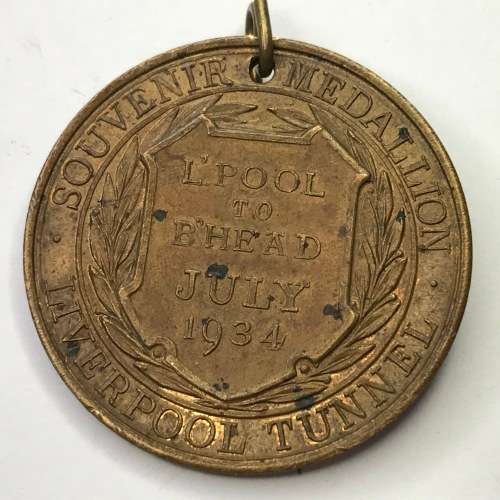 SOUVENIR MEDALLION
L'POOL
TO
B'HEAD
JULY
1934
LIVERPOOL TUNNEL